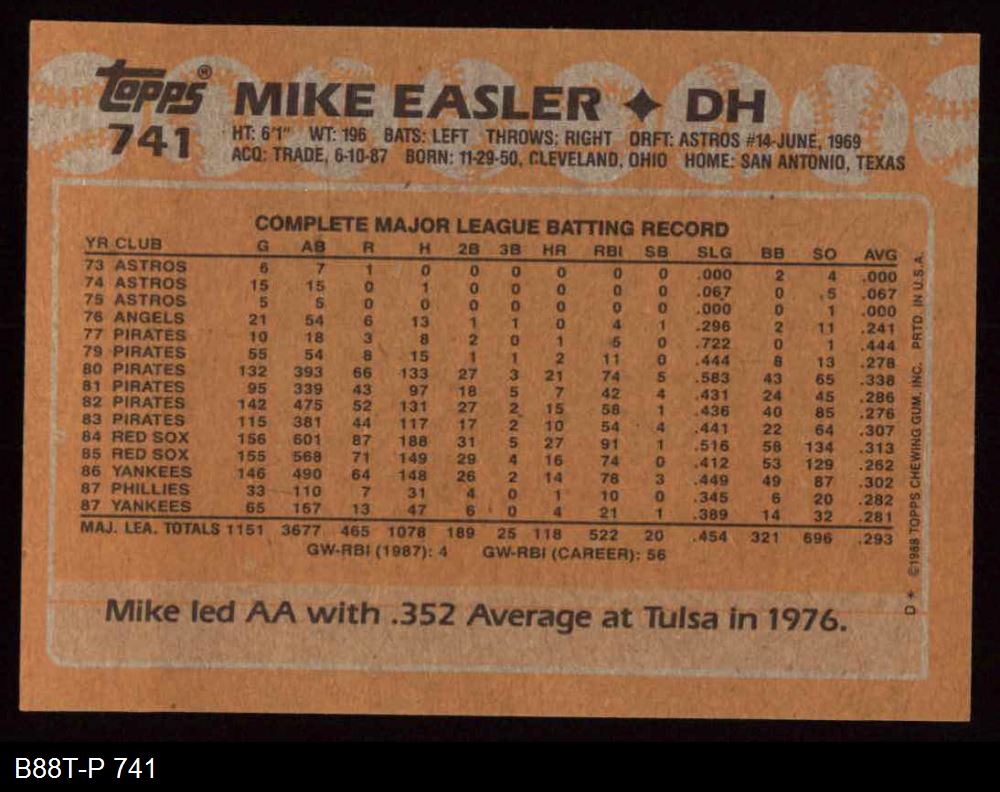 topps® MIKE EASLER ✦ DH
741 HT: 6'1" WT: 196 BATS: LEFT THROWS: RIGHT DRFT: ASTROS #14-JUNE, 1969
ACQ: TRADE, 6-10-87 BORN: 11-29-50, CLEVELAND, OHIO HOME: SAN ANTONIO, TEXAS
COMPLETE MAJOR LEAGUE BATTING RECORD
YR CLUB G AB R H 2B 3B HR RBI SB SLG BB SO AVG
73 ASTROS 6 7 1 0 0 0 0 0 0 .000 2 4 .000
74 ASTROS 15 15 0 1 0 0 0 0 0 .067 0 5 .067
75 ASTROS 5 5 0 0 0 0 0 0 0 .000 0 1 .000
76 ANGELS 21 54 6 13 1 1 0 4 1 .296 2 11 .241
77 PIRATES 10 18 3 8 2 0 1 5 0 .722 0 1 .444
79 PIRATES 55 54 8 15 1 1 2 11 0 .444 8 13 .278
80 PIRATES 132 393 66 133 27 3 21 74 5 .583 43 65 .338
81 PIRATES 95 339 43 97 18 5 7 42 4 .431 24 45 .286
82 PIRATES 142 475 52 131 27 2 15 58 1 .436 40 85 .276
83 PIRATES 115 381 44 117 17 2 10 54 4 .441 22 64 .307
84 RED SOX 156 601 87 188 31 5 27 91 1 .516 58 134 .313
85 RED SOX 155 568 71 149 29 4 16 74 0 .412 53 129 .262
86 YANKEES 146 490 64 148 26 2 14 78 3 .449 49 87 .302
87 PHILLIES 33 110 7 31 4 0 1 10 0 .345 6 20 .282
87 YANKEES 65 167 13 47 6 0 4 21 1 .389 14 32 .281
MAJ. LEA. TOTALS 1151 3677 465 1078 189 25 118 522 20 .454 321 696 .293
GW-RBI (1987): 4 GW-RBI (CAREER): 56
Mike led AA with .352 Average at Tulsa in 1976.
D* ©1988 TOPPS CHEWING GUM, INC. PRTD. IN U.S.A.
B88T-P 741